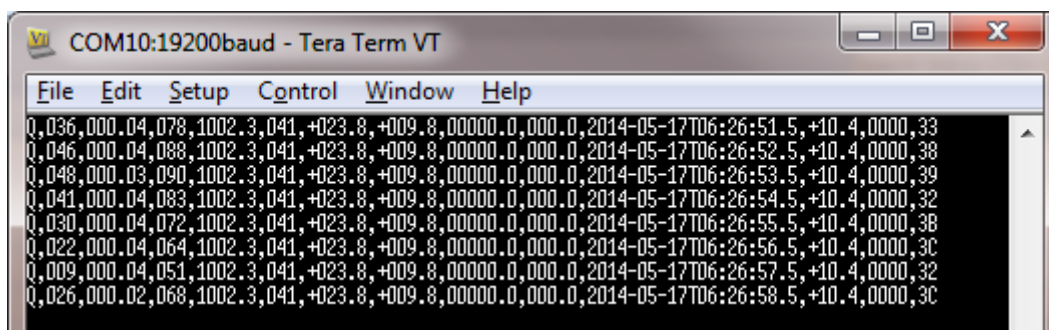 COM10:19200baud - Tera Term VT
File Edit Setup Control Window Help
Q,036,000.04,078,1002.3,041,+023.8,+009.8,00000.0,000.0,2014-05-17T06:26:51.5,+10.4,0000,33
Q,046,000.04,088,1002.3,041,+023.8,+009.8,00000.0,000.0,2014-05-17T06:26:52.5,+10.4,0000,38
Q,048,000.03,090,1002.3,041,+023.8,+009.8,00000.0,000.0,2014-05-17T06:26:53.5,+10.4,0000,39
Q,041,000.04,083,1002.3,041,+023.8,+009.8,00000.0,000.0,2014-05-17T06:26:54.5,+10.4,0000,32
Q,030,000.04,072,1002.3,041,+023.8,+009.8,00000.0,000.0,2014-05-17T06:26:55.5,+10.4,0000,3B
Q,022,000.04,064,1002.3,041,+023.8,+009.8,00000.0,000.0,2014-05-17T06:26:56.5,+10.4,0000,3C
Q,009,000.04,051,1002.3,041,+023.8,+009.8,00000.0,000.0,2014-05-17T06:26:57.5,+10.4,0000,32
Q,026,000.02,068,1002.3,041,+023.8,+009.8,00000.0,000.0,2014-05-17T06:26:58.5,+10.4,0000,3C